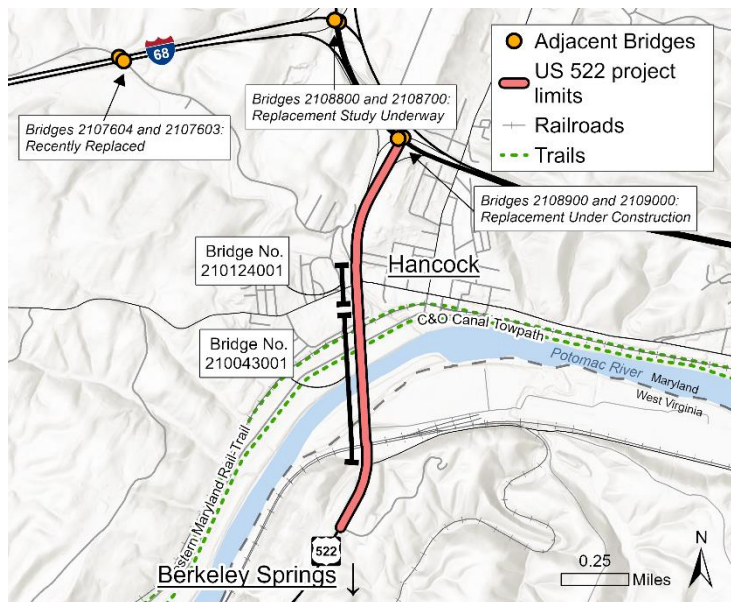 68
Bridges 2107604 and 2107603:
Recently Replaced
Bridges 2108800 and 2108700:
Replacement Study Underway
Adjacent Bridges
US 522 project
limits
Railroads
Trails
Bridges 2108900 and 2109000:
Replacement Under Construction
Bridge No.
210124001
Hancock
Bridge No.
210043001
C&O Canal Towpath
Potomac River
Maryland
West Virginia
stern Maryland Rail-Trail
522
Berkeley Springs
0.25
Miles
N